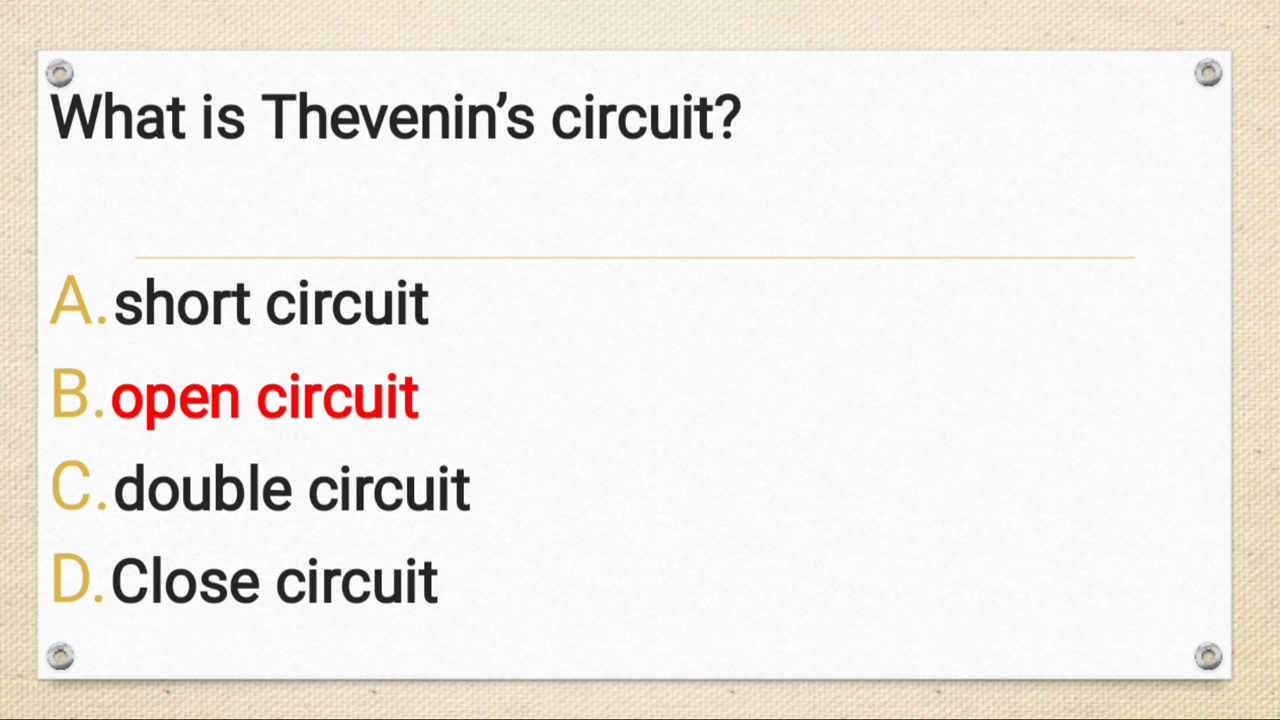 What is Thevenin’s circuit?
A. short circuit
B. open circuit
C. double circuit
D. Close circuit